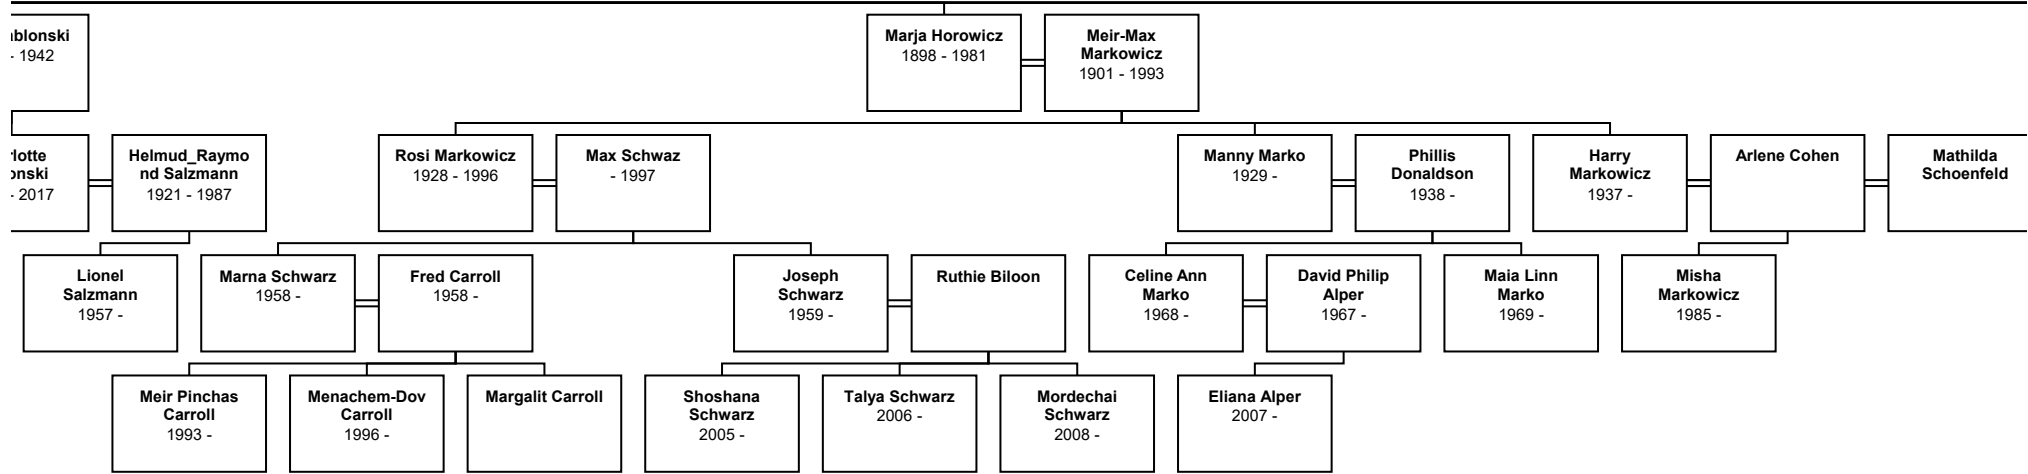 ablonski
- 1942
Marja Horowicz
1898 - 1981
Meir-Max
Markowicz
1901 - 1993
rlotte
onski
- 2017
Helmud_Raymo
nd Salzmann
1921 - 1987
Rosi Markowicz
1928 - 1996
Max Schwaz
- 1997
Manny Marko
1929 -
Phillis
Donaldson
1938 -
Harry
Markowicz
1937 -
Arlene Cohen
Mathilda
Schoenfeld
Lionel
Salzmann
1957 -
Marna Schwarz
1958 -
Fred Carroll
1958 -
Joseph
Schwarz
1959 -
Ruthie Biloon
Celine Ann
Marko
1968 -
David Philip
Alper
1967 -
Maia Linn
Marko
1969 -
Misha
Markowicz
1985 -
Meir Pinchas
Carroll
1993 -
Menachem-Dov
Carroll
1996 -
Margalit Carroll
Shoshana
Schwarz
2005 -
Talya Schwarz
2006 -
Mordechai
Schwarz
2008 -
Eliana Alper
2007 -